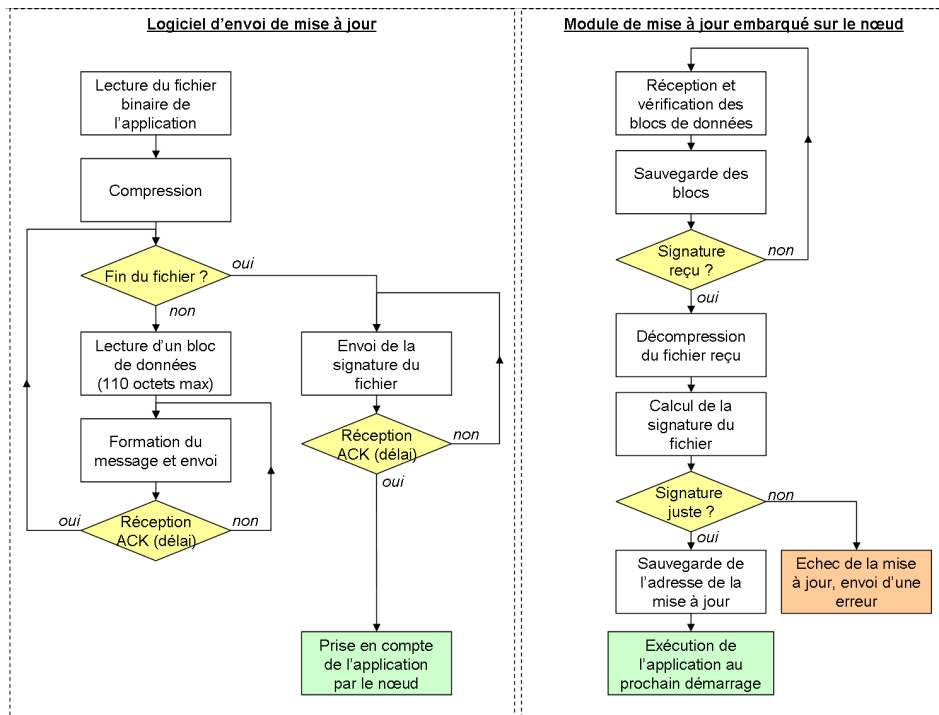 Logiciel d'envoi de mise à jour
Lecture du fichier
binaire de
l'application
Compression
Fin du fichier ?
oui
non
Lecture d'un bloc
de données
(110 octets max)
Formation du
message et envoi
Réception
ACK (délai)
oui
non
Envoi de la
signature du
fichier
Réception
ACK (délai)
non
oui
Prise en compte
de l'application
par le nœud
Module de mise à jour embarqué sur le nœud
Réception et
vérification des
blocs de données
Sauvegarde des
blocs
Signature
reçu ?
non
oui
Décompression
du fichier reçu
Calcul de la
signature du
fichier
Signature
juste ?
non
oui
Sauvegarde de
l'adresse de la
mise à jour
Echec de la mise
à jour, envoi d'une
erreur
Exécution de
l'application au
prochain démarrage